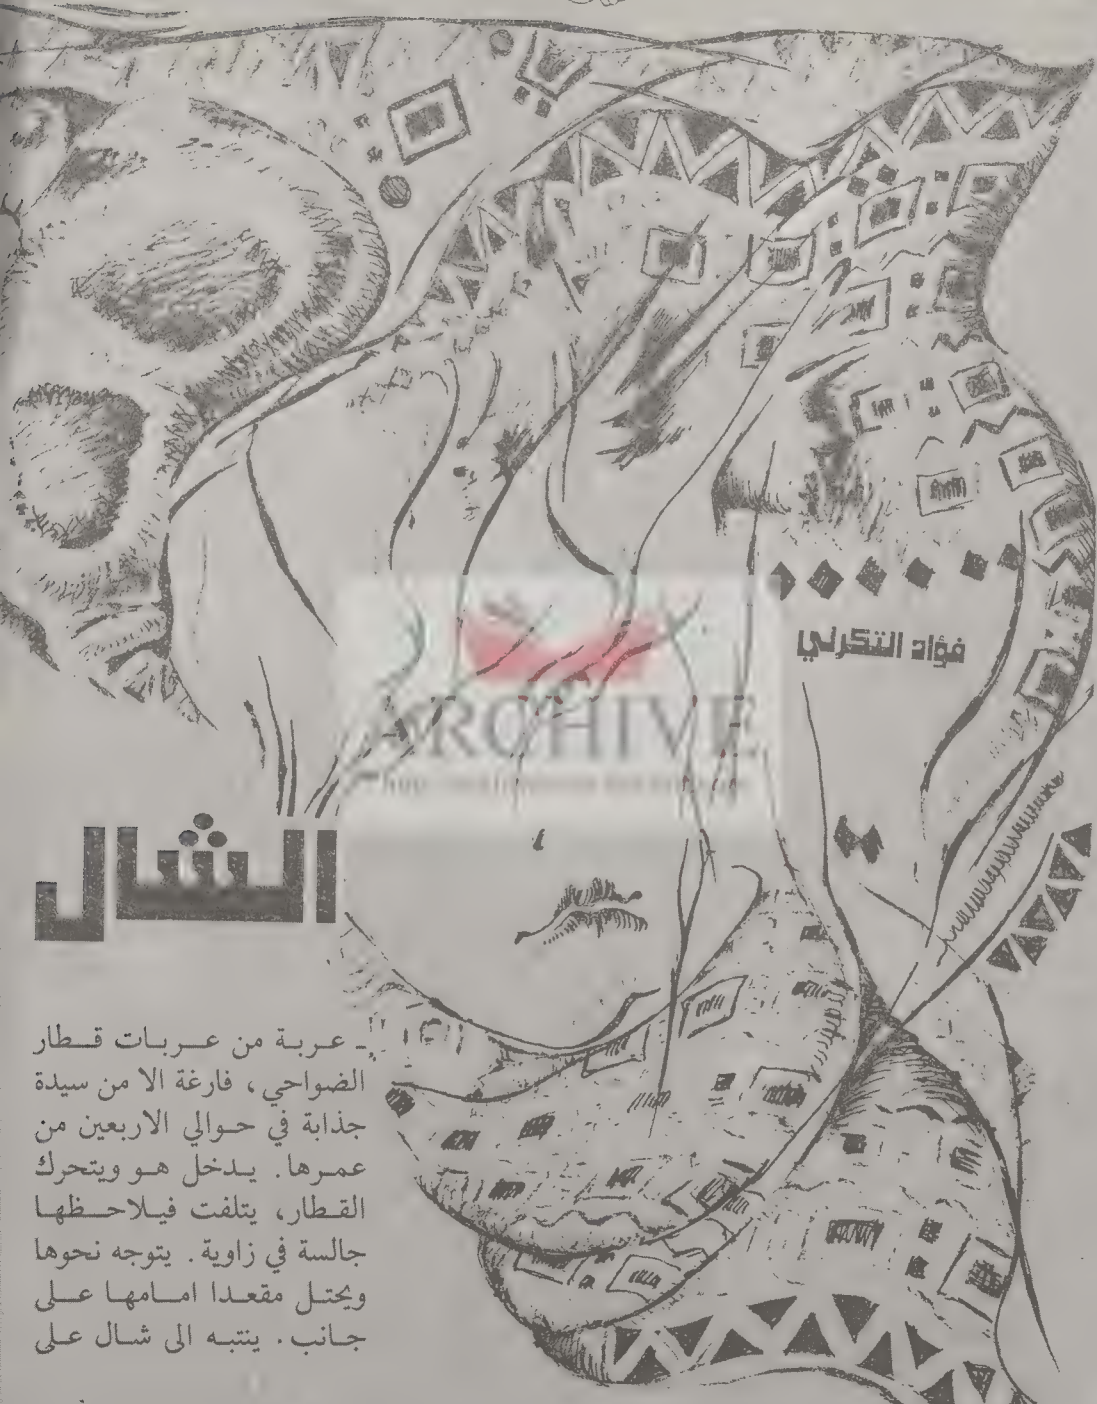 فؤاد التكرلي
ARCHIVE
الشال
ـ عربة من عربات قطار
الضواحي، فارغة الا من سيدة
جذابة في حوالي الاربعين من
عمرها. يدخل هو ويتحرك
القطار، يتلفت فيلاحظها
جالسة في زاوية. يتوجه نحوها
ويحتل مقعدا امامها على
جانب. ينتبه الى شال على